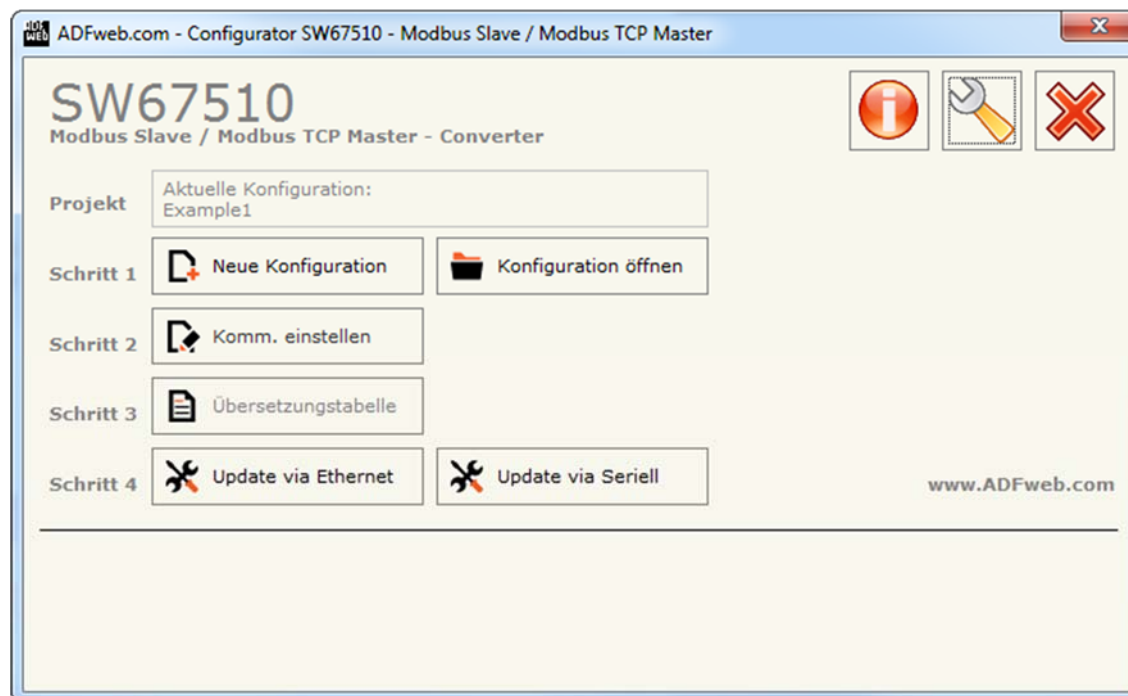 ADFweb.com - Configurator SW67510 - Modbus Slave / Modbus TCP Master
SW67510
Modbus Slave / Modbus TCP Master - Converter
Projekt
Aktuelle Konfiguration:
Example1
Schritt 1
Neue Konfiguration
Konfiguration öffnen
Schritt 2
Komm. einstellen
Schritt 3
Übersetzungstabelle
Schritt 4
Update via Ethernet
Update via Seriell
www.ADFweb.com